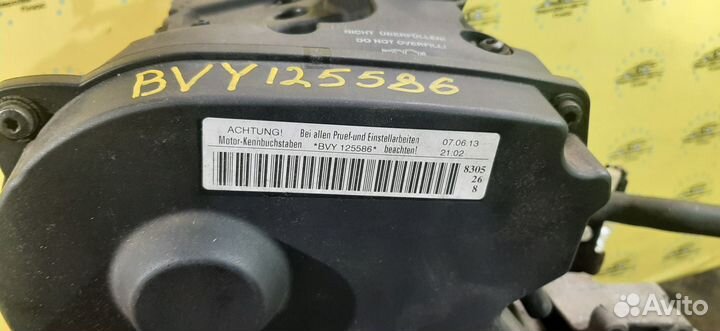 NICHT ÜBERFÜLLEN!
DO NOT OVERFILL!
BVY125586
ACHTUNG! Bei allen Pruef-und Einstellarbeiten
Motor-Kennbuchstaben *BVY 125586* beachten!
07.06.13
21:02
8305
26
8
Avito